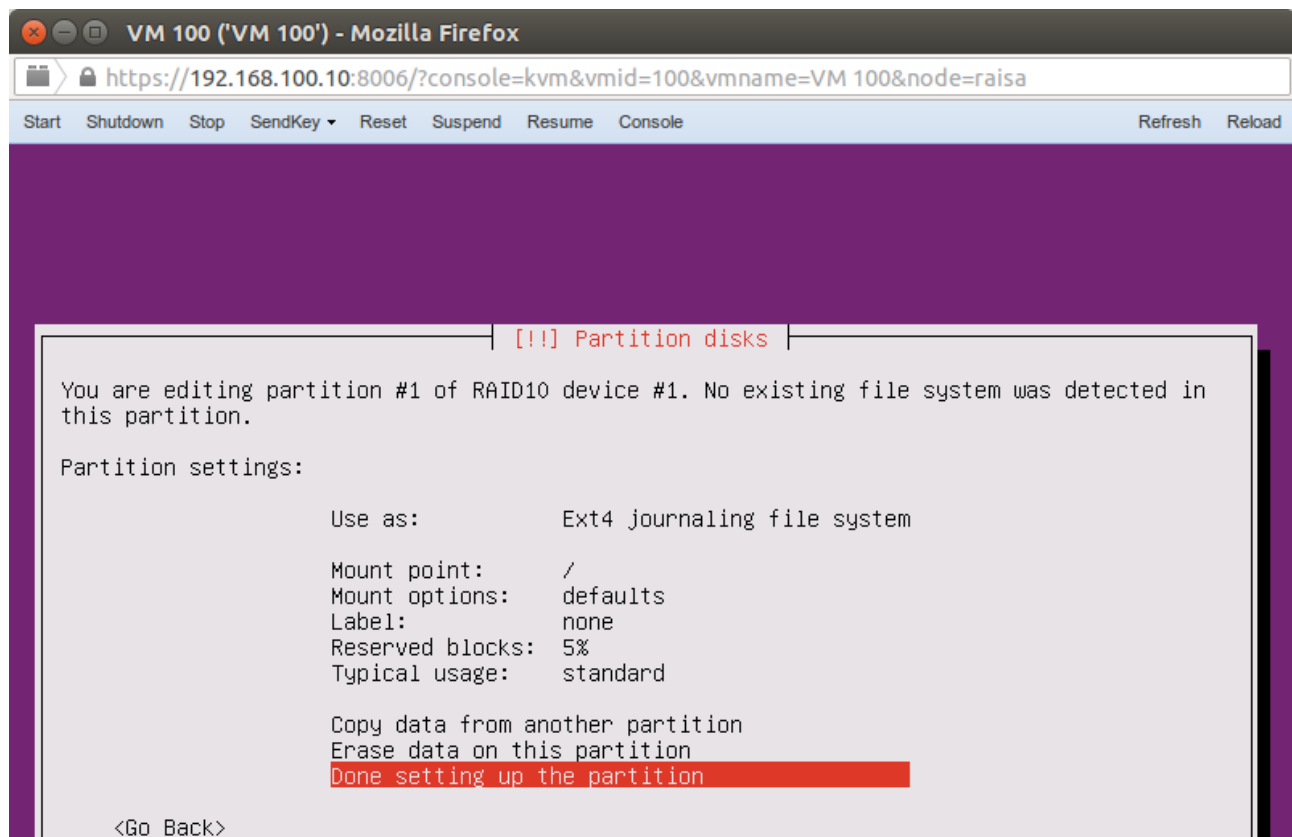 VM 100 ('VM 100') - Mozilla Firefox
https://192.168.100.10:8006/?console=kvm&vmid=100&vmname=VM 100&node=raisa
Start Shutdown Stop SendKey Reset Suspend Resume Console Refresh Reload
[!!] Partition disks
You are editing partition #1 of RAID10 device #1. No existing file system was detected in
this partition.
Partition settings:
Use as: Ext4 journaling file system
Mount point: /
Mount options: defaults
Label: none
Reserved blocks: 5%
Typical usage: standard
Copy data from another partition
Erase data on this partition
Done setting up the partition
<Go Back>